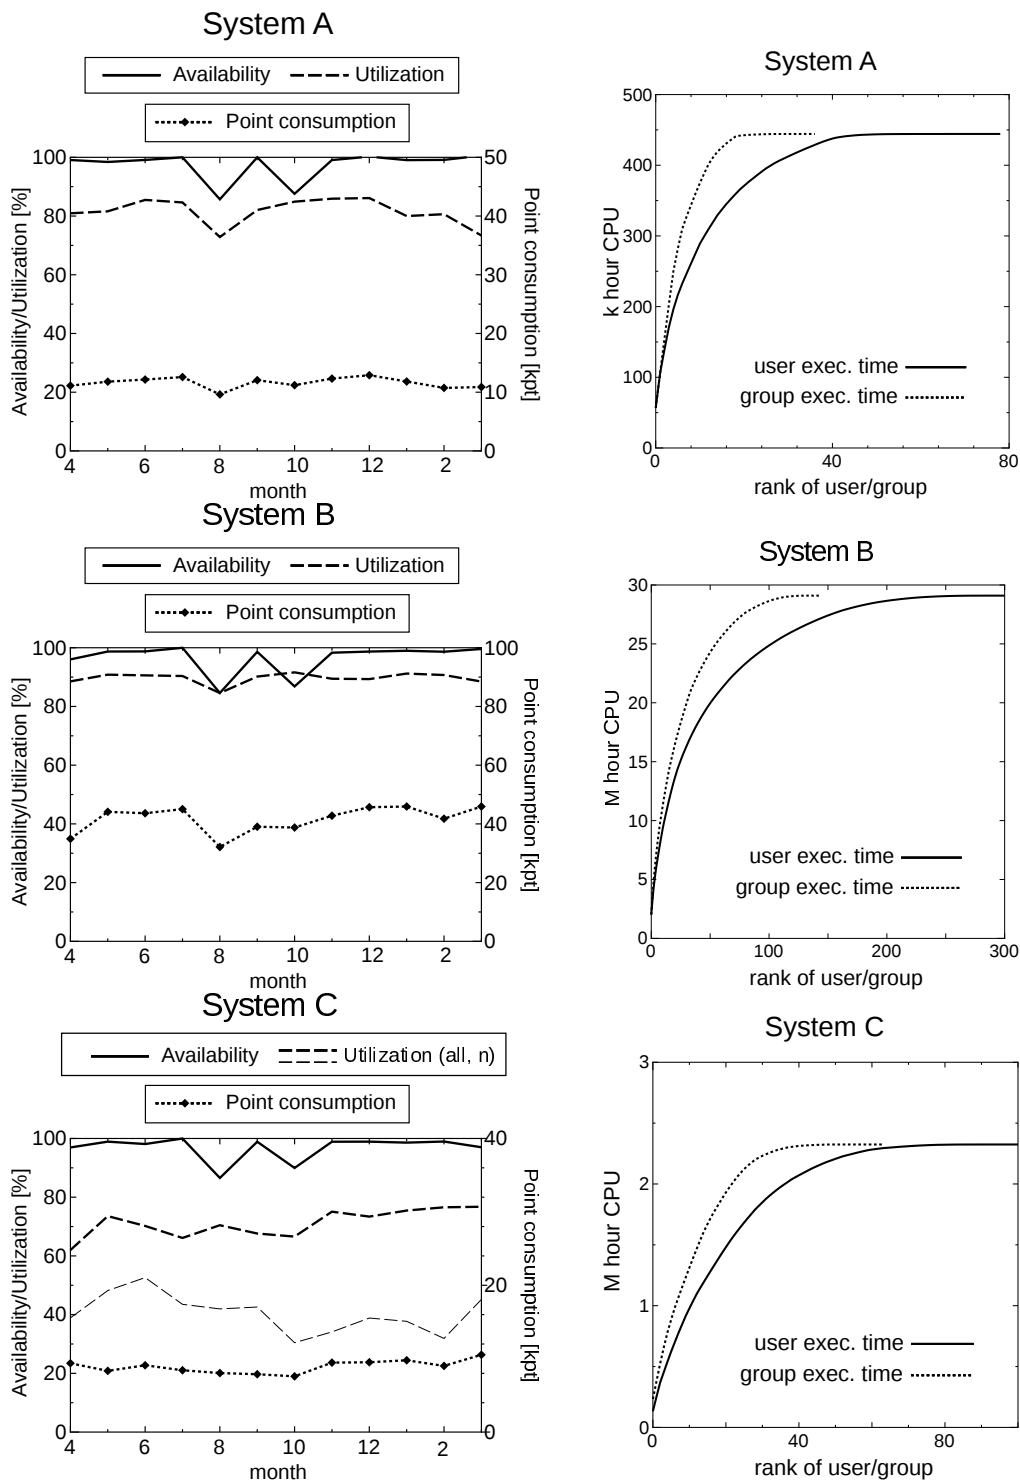 System A
Availability Utilization
Point consumption
100
80
60
40
20
0
50
40
30
20
10
0
4 6 8 10 12 2
month
Availability/Utilization [%]
Point consumption [kpt]
System A
500
400
300
200
100
0
0 40 80
k hour CPU
user exec. time
group exec. time
rank of user/group
System B
Availability Utilization
Point consumption
100
80
60
40
20
0
100
80
60
40
20
0
4 6 8 10 12 2
month
Availability/Utilization [%]
Point consumption [kpt]
System B
30
25
20
15
10
5
0
0 100 200 300
M hour CPU
user exec. time
group exec. time
rank of user/group
System C
Availability Utilization (all, n)
Point consumption
100
80
60
40
20
0
40
20
0
4 6 8 10 12 2
month
Availability/Utilization [%]
Point consumption [kpt]
System C
3
2
1
0
0 40 80
M hour CPU
user exec. time
group exec. time
rank of user/group